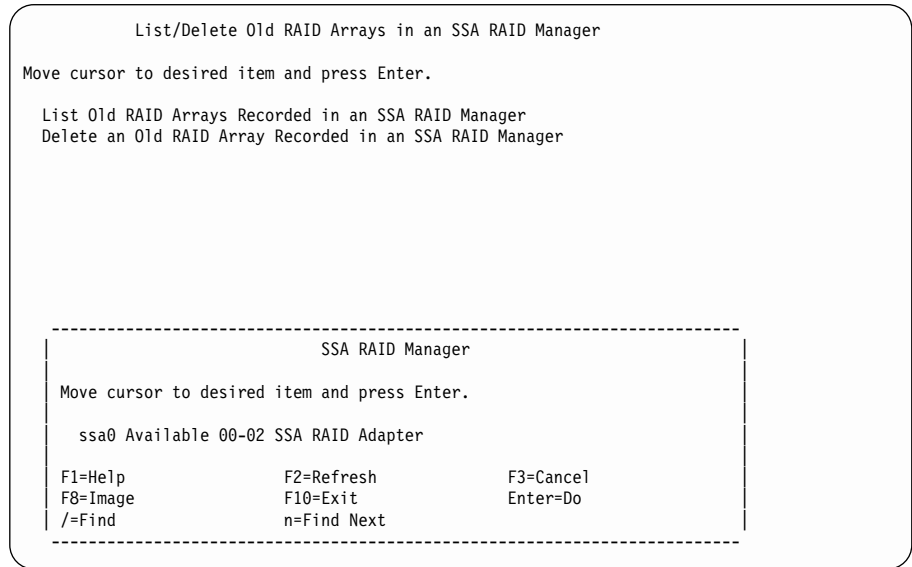 List/Delete Old RAID Arrays in an SSA RAID Manager
Move cursor to desired item and press Enter.
List Old RAID Arrays Recorded in an SSA RAID Manager
Delete an Old RAID Array Recorded in an SSA RAID Manager
SSA RAID Manager
Move cursor to desired item and press Enter.
ssa0 Available 00-02 SSA RAID Adapter
F1=Help F2=Refresh F3=Cancel
F8=Image F10=Exit Enter=Do
/=Find n=Find Next